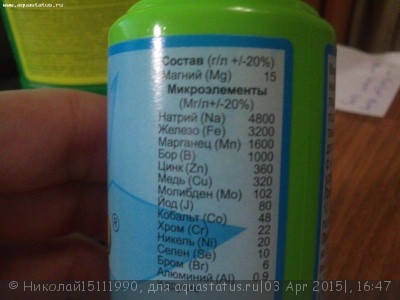 www.aquastatus.ru
Состав (г/л +/-20%)
Магний (Mg) 15
Микроэлементы
(Мг/л+/-20%)
Натрий (Na) 4800
Железо (Fe) 3200
Марганец (Mn) 1600
Бор (B) 1000
Цинк (Zn) 360
Медь (Cu) 320
Молибден (Mo) 102
Йод (J) 80
Кобальт (Co) 48
Хром (Cr) 22
Никель (Ni) 20
Селен (Se) 10
Бром (Br) 6
Алюминий (Al) 0,9
®
© Николай15111990, для aquastatus.ru|03 Apr 2015|, 16:47